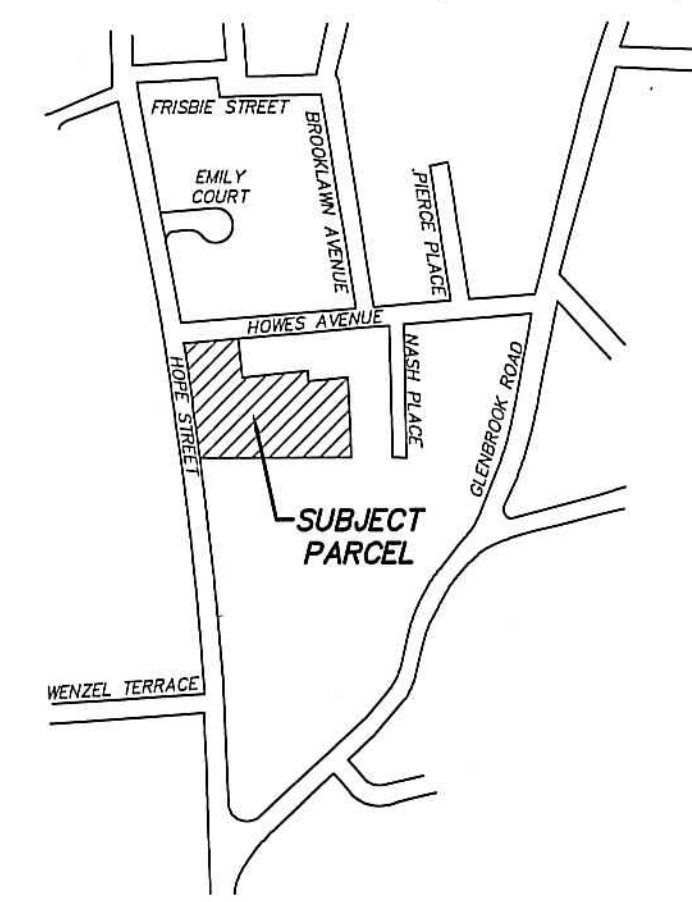 FRISBIE STREET
BROOKLAWN AVENUE
EMILY
COURT
PIERCE PLACE
HOWES AVENUE
HOPE STREET
NASH PLACE
GLENBROOK ROAD
SUBJECT
PARCEL
WENZEL TERRACE